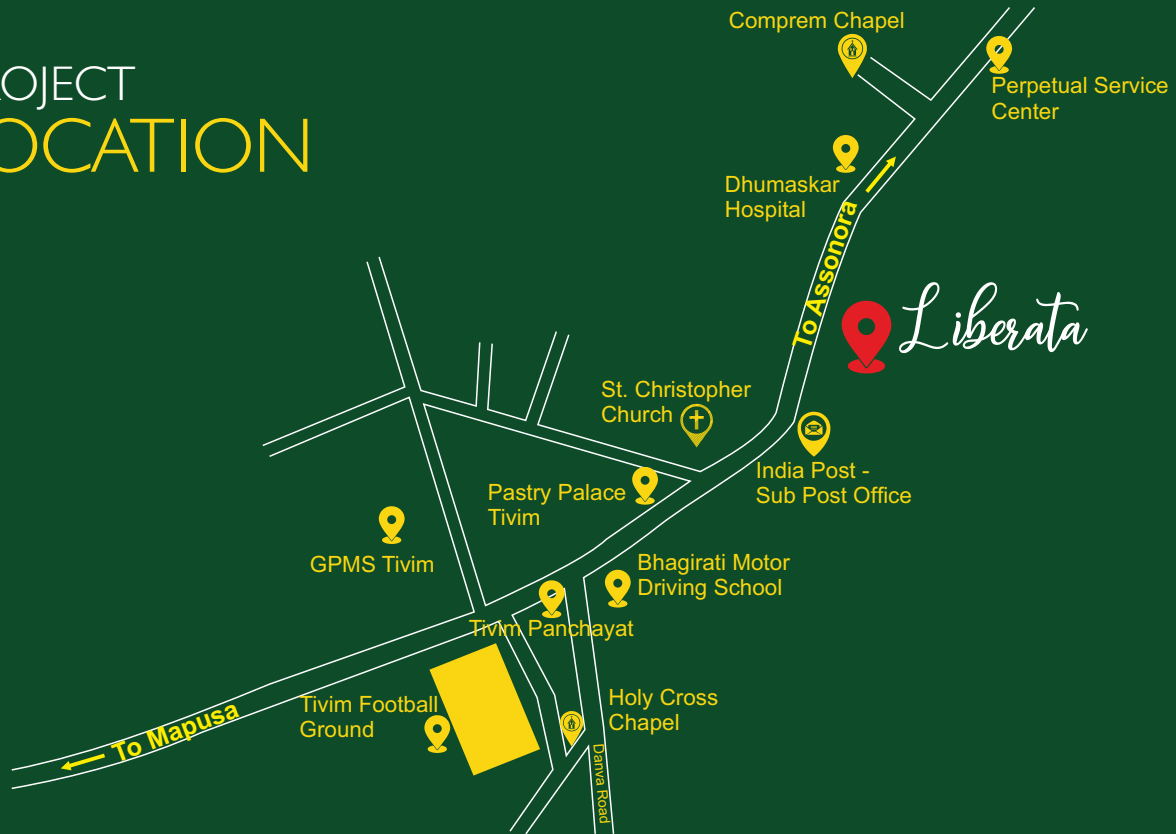 OJECT
OCATION
Comprem Chapel
Perpetual Service
Center
Dhumaskar
Hospital
To Assonora
Liberata
St. Christopher
Church
India Post -
Sub Post Office
Pastry Palace
Tivim
GPMS Tivim
Bhagirati Motor
Driving School
Tivim Panchayat
Tivim Football
Ground
Holy Cross
Chapel
To Mapusa
Danva Road